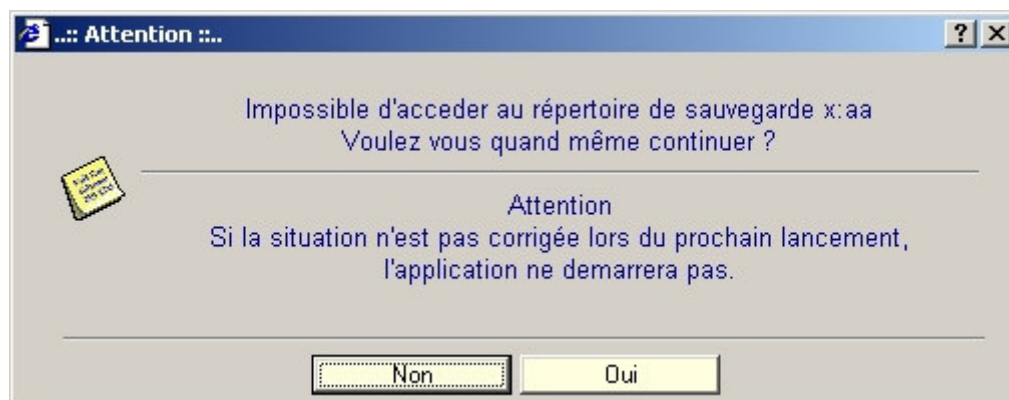 ..:: Attention ::..
Impossible d'acceder au répertoire de sauvegarde x:aa
Voulez vous quand même continuer ?
Attention
Si la situation n'est pas corrigée lors du prochain lancement,
l'application ne demarrera pas.
Non Oui